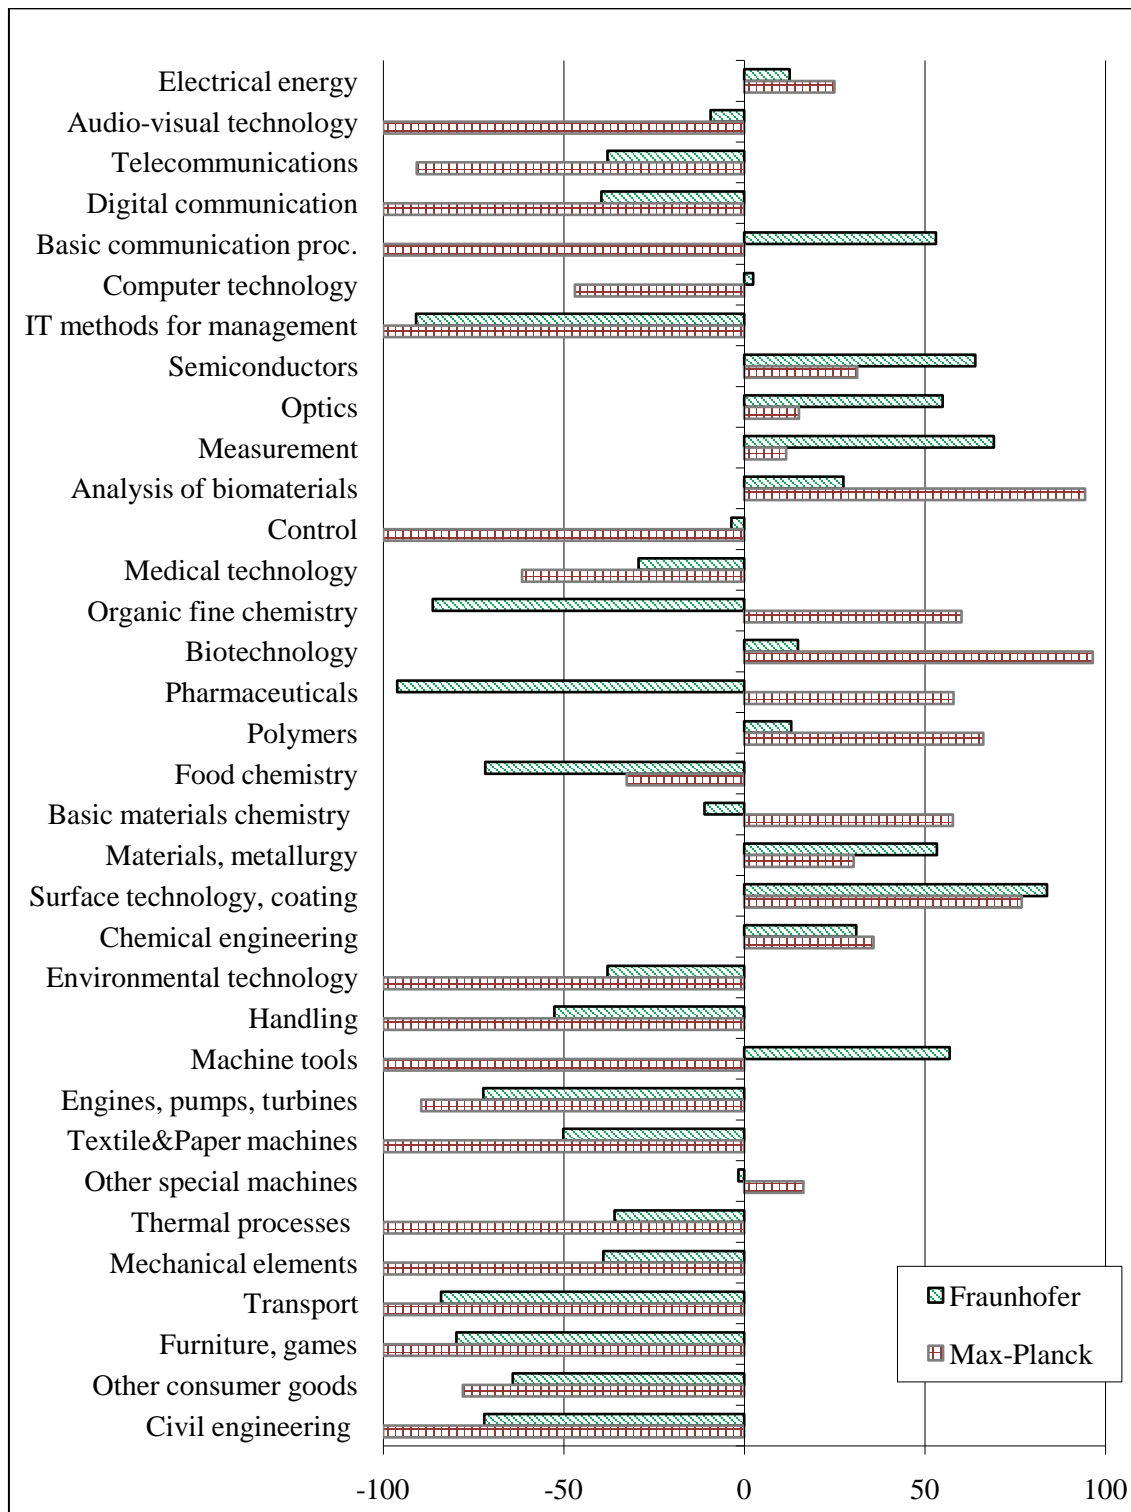 Electrical energy
Audio-visual technology
Telecommunications
Digital communication
Basic communication proc.
Computer technology
IT methods for management
Semiconductors
Optics
Measurement
Analysis of biomaterials
Control
Medical technology
Organic fine chemistry
Biotechnology
Pharmaceuticals
Polymers
Food chemistry
Basic materials chemistry
Materials, metallurgy
Surface technology, coating
Chemical engineering
Environmental technology
Handling
Machine tools
Engines, pumps, turbines
Textile&Paper machines
Other special machines
Thermal processes
Mechanical elements
Transport
Furniture, games
Other consumer goods
Civil engineering
Fraunhofer
Max-Planck
-100 -50 0 50 100